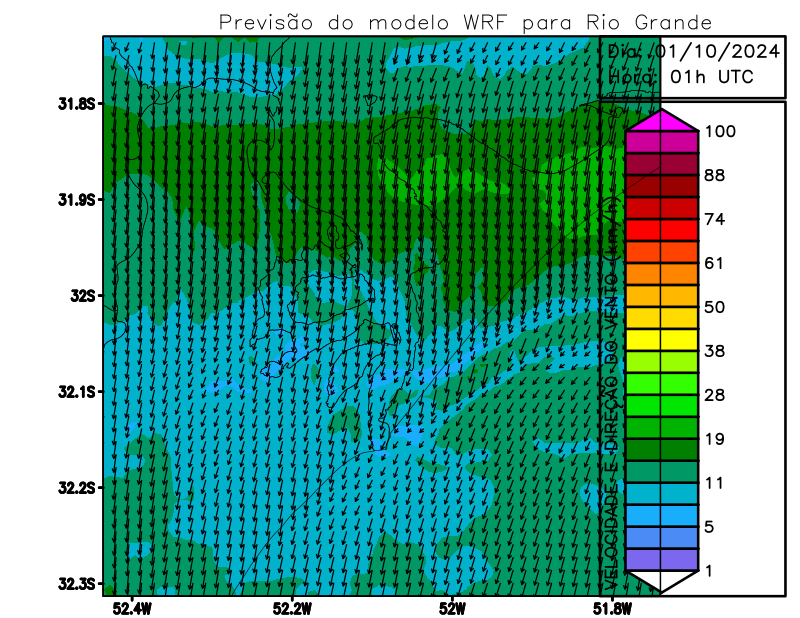 Previsão do modelo WRF para Rio Grande
Dia: 01/10/2024
Hora: 01h UTC
31.8S
31.9S
32S
32.1S
32.2S
32.3S
52.4W
52.2W
52W
51.8W
VELOCIDADE E DIREÇÃO DO VENTO (km/h)
100
88
74
61
50
38
28
19
11
5
1